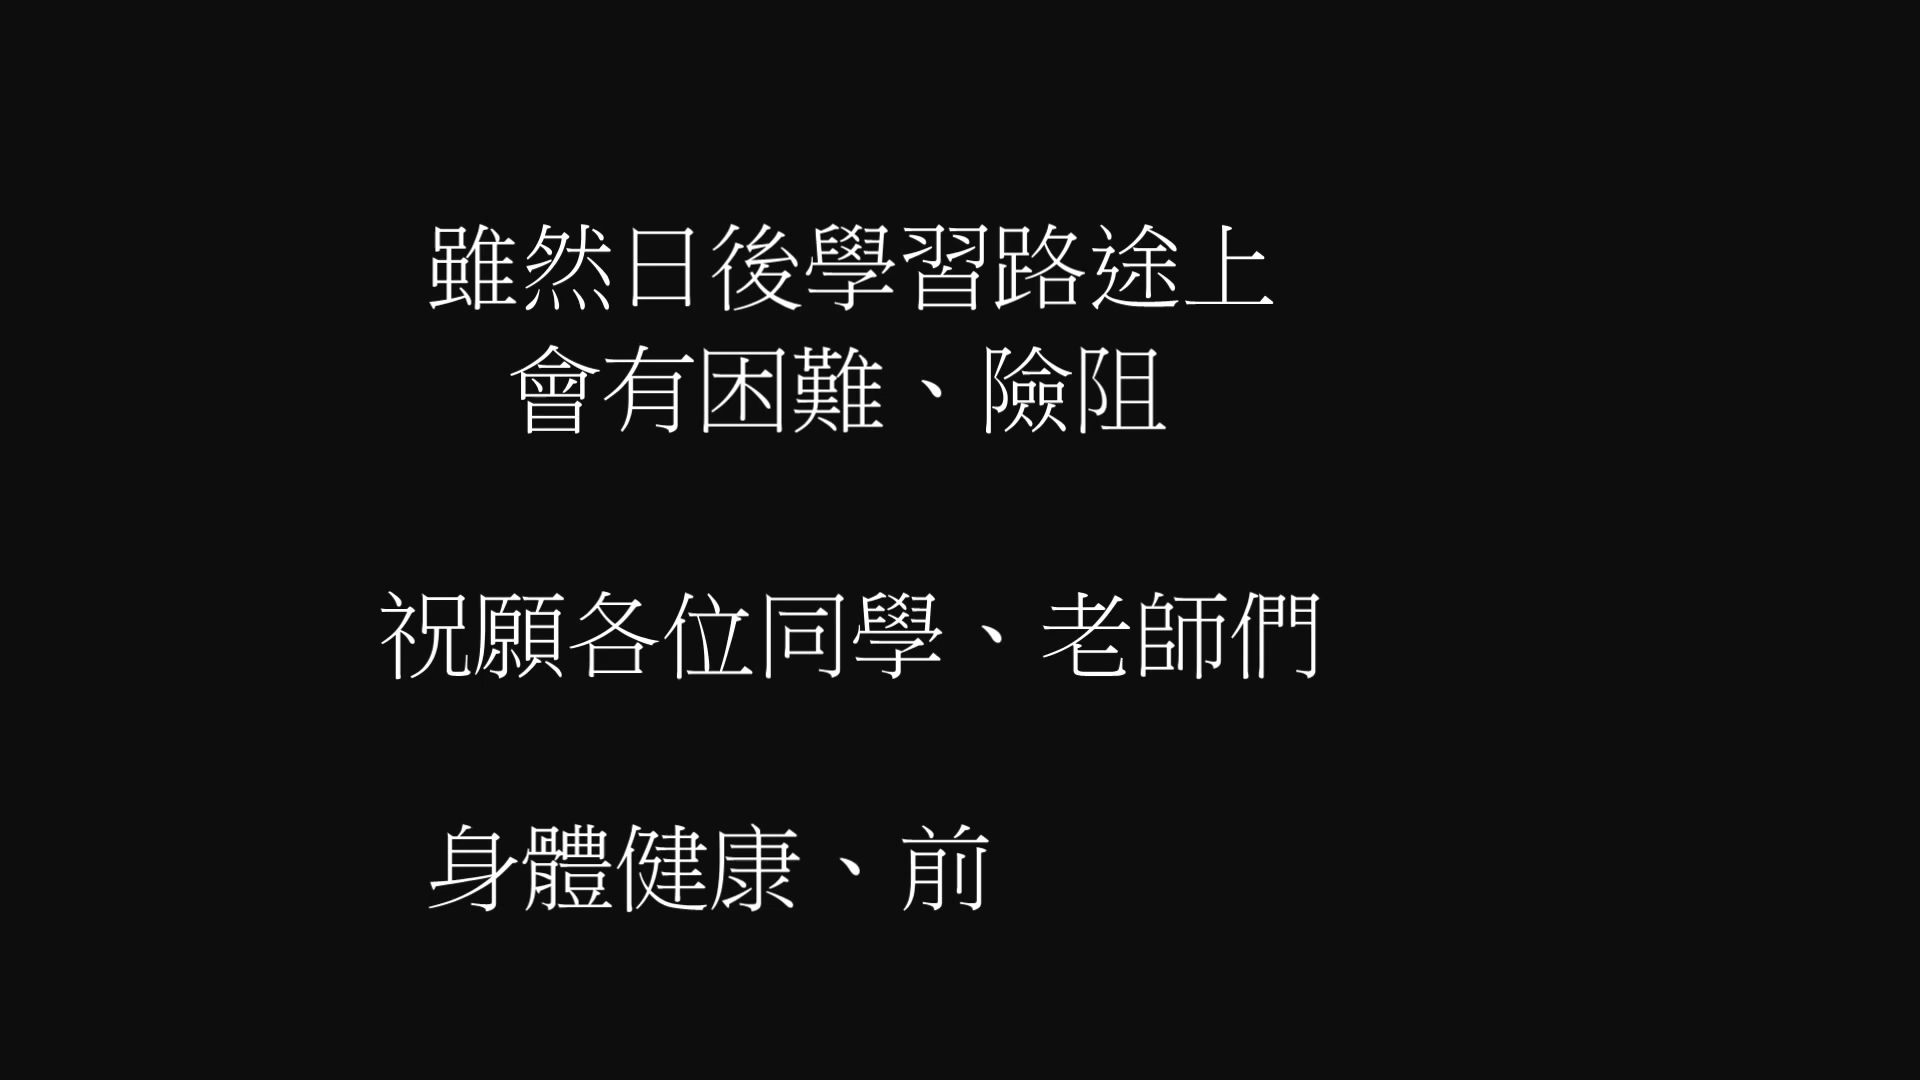 雖然日後學習路途上
會有困難、險阻
祝願各位同學、老師們
身體健康、前